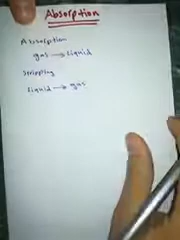 Absorption
Absorption
gas → liquid
Stripping
liquid → gas